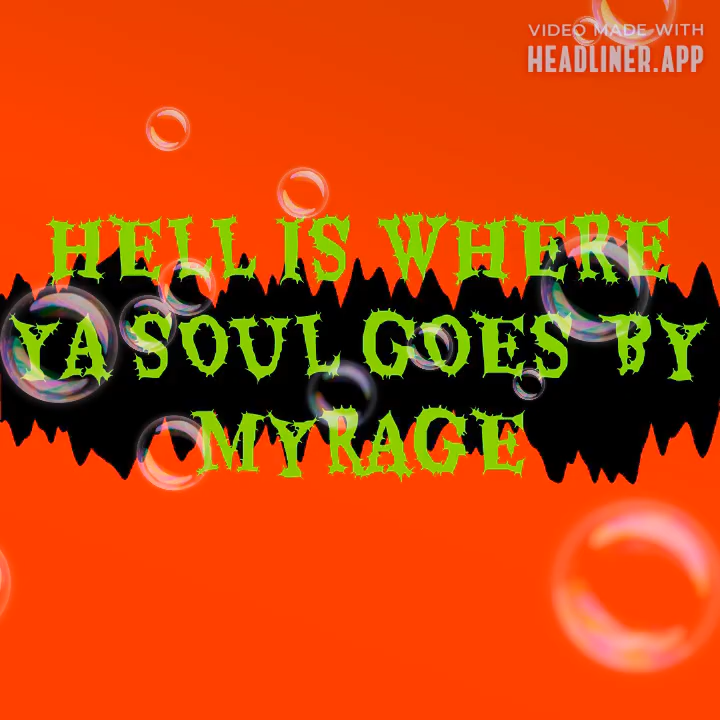 VIDEO MADE WITH
HEADLINER.APP
HELL IS WHERE
YA SOUL GOES BY
MYRAGE